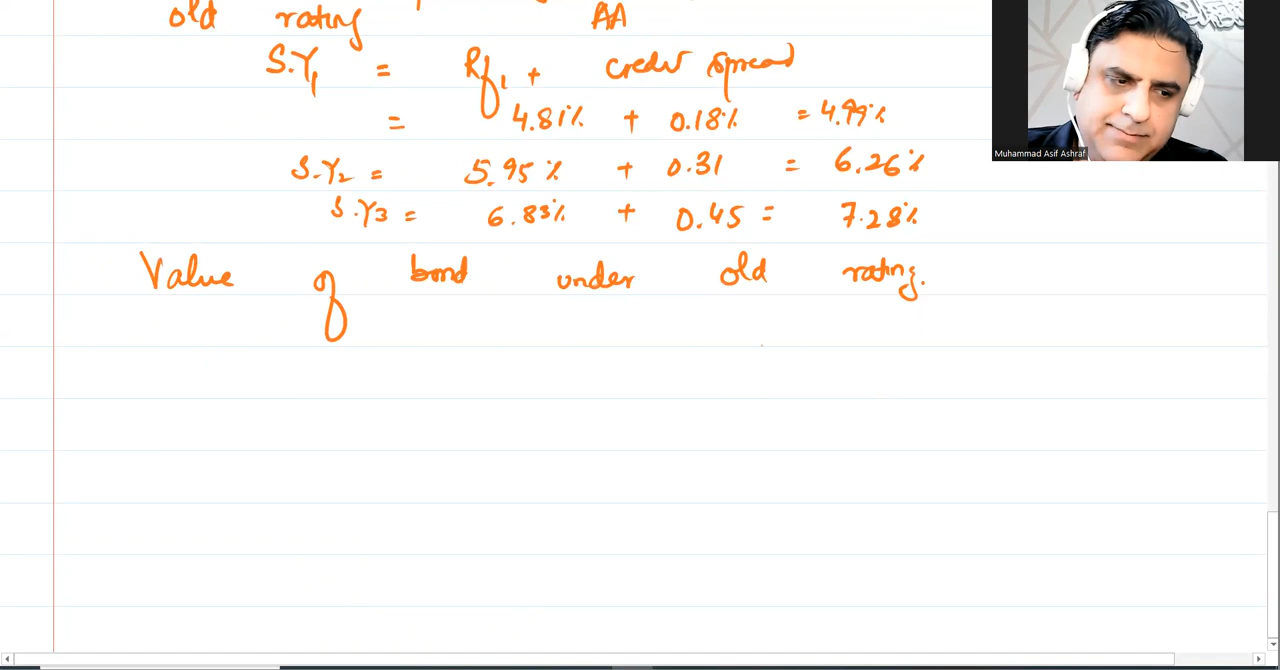 old rating AA
S.Y1 = Rf1 + credit spread
= 4.81% + 0.18% = 4.99%
S.Y2 = 5.95% + 0.31 = 6.26%
S.Y3 = 6.83% + 0.45 = 7.28%
Value of bond under old rating.
Muhammad Asif Ashraf